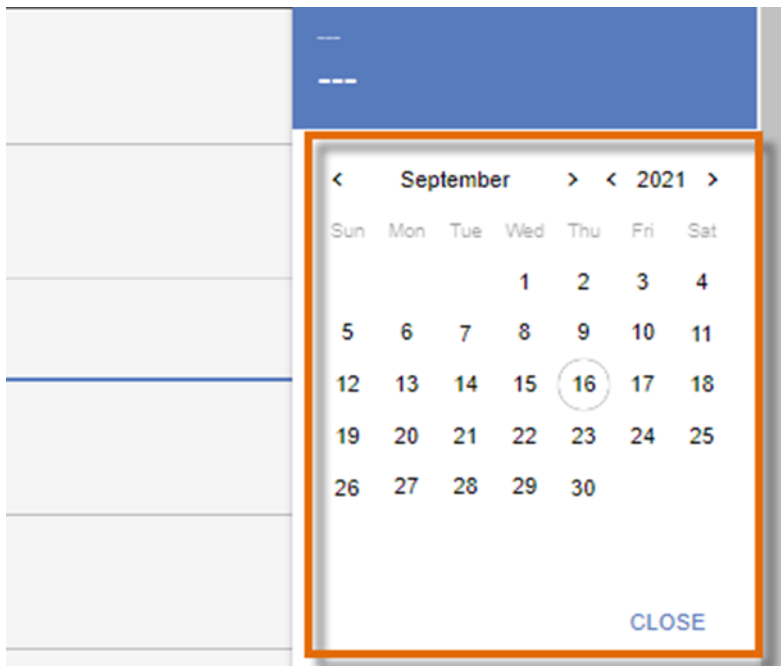 ---
---
< September > < 2021 >
Sun Mon Tue Wed Thu Fri Sat
1 2 3 4
5 6 7 8 9 10 11
12 13 14 15 16 17 18
19 20 21 22 23 24 25
26 27 28 29 30
CLOSE